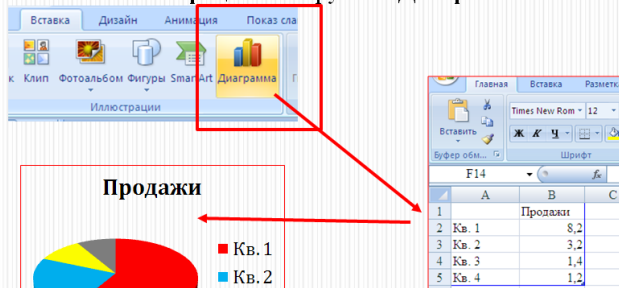 Вставка Дизайн Анимация Показ сла
Клип Фотоальбом Фигуры SmartArt Диаграмма
Иллюстрации
Главная Вставка Разметк
Times New Rom 12
Вставить
Ж К Ч
Буфер обм... Шрифт
F14 fx
A B C
1 Продажи
2 Кв. 1 8,2
3 Кв. 2 3,2
4 Кв. 3 1,4
5 Кв. 4 1,2
Продажи
Кв. 1
Кв. 2